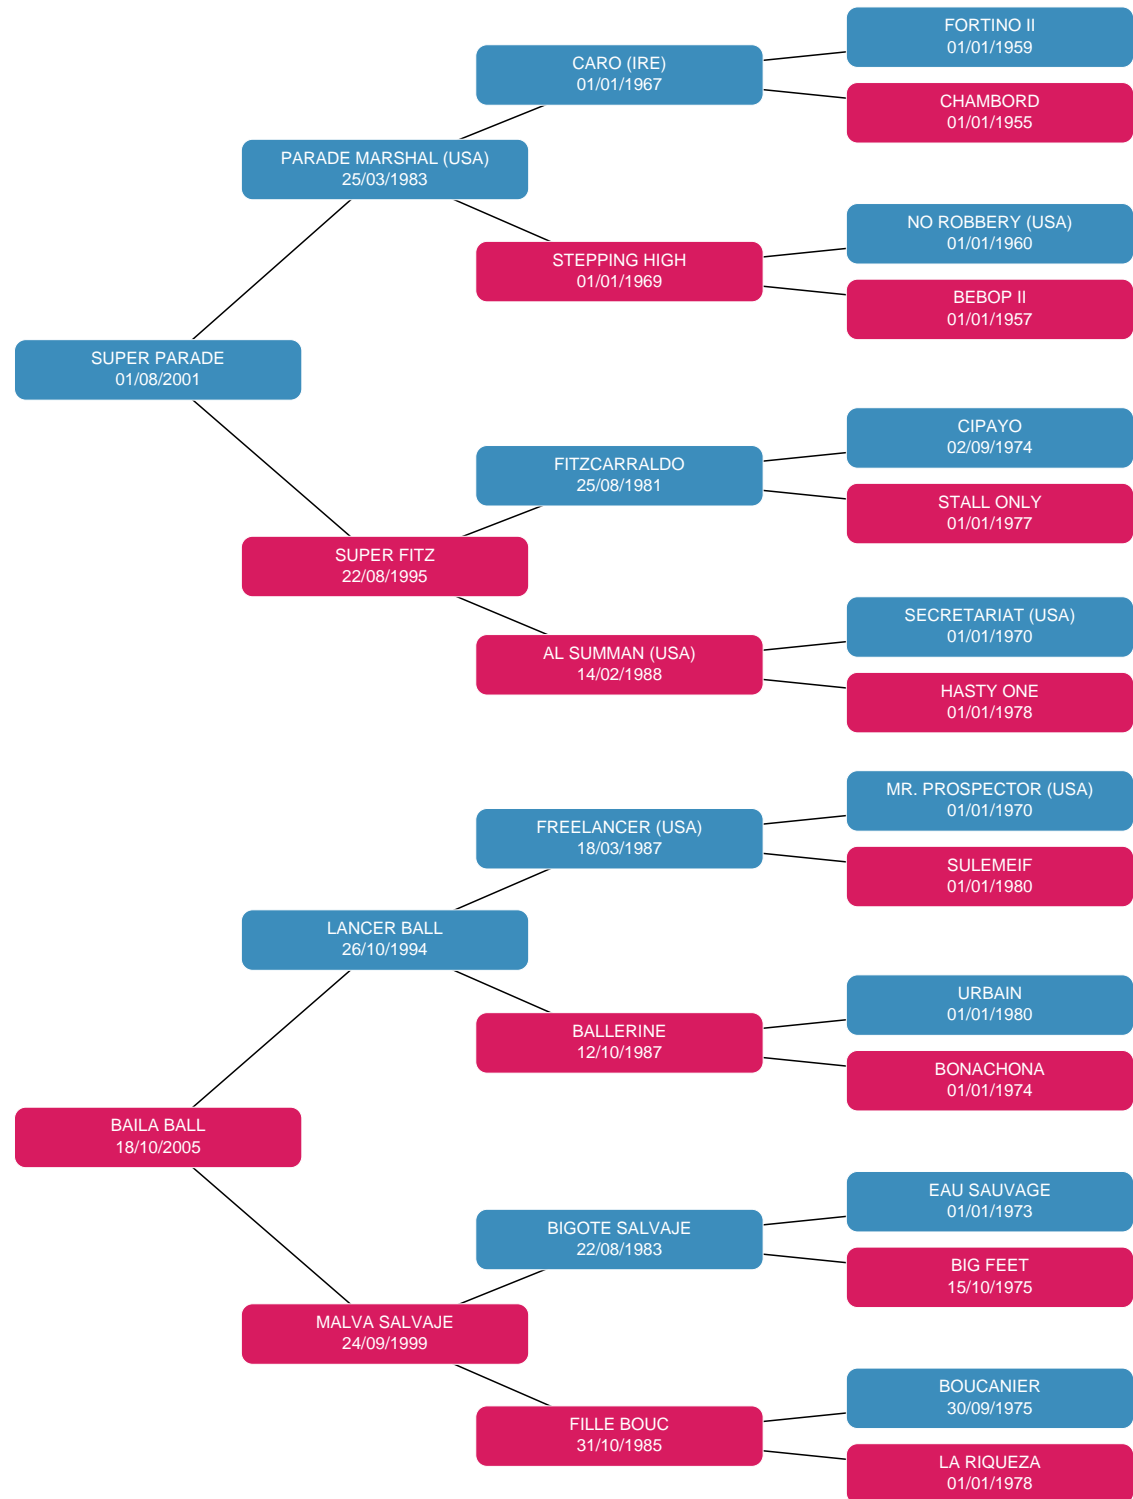 FORTINO II
01/01/1959
CARO (IRE)
01/01/1967
CHAMBORD
01/01/1955
PARADE MARSHAL (USA)
25/03/1983
NO ROBBERY (USA)
01/01/1960
STEPPING HIGH
01/01/1969
BEBOP II
01/01/1957
SUPER PARADE
01/08/2001
CIPAYO
02/09/1974
FITZCARRALDO
25/08/1981
STALL ONLY
01/01/1977
SUPER FITZ
22/08/1995
SECRETARIAT (USA)
01/01/1970
AL SUMMAN (USA)
14/02/1988
HASTY ONE
01/01/1978
MR. PROSPECTOR (USA)
01/01/1970
FREELANCER (USA)
18/03/1987
SULEMEIF
01/01/1980
LANCER BALL
26/10/1994
URBAIN
01/01/1980
BALLERINE
12/10/1987
BONACHONA
01/01/1974
BAILA BALL
18/10/2005
EAU SAUVAGE
01/01/1973
BIGOTE SALVAJE
22/08/1983
BIG FEET
15/10/1975
MALVA SALVAJE
24/09/1999
BOUCANIER
30/09/1975
FILLE BOUC
31/10/1985
LA RIQUEZA
01/01/1978